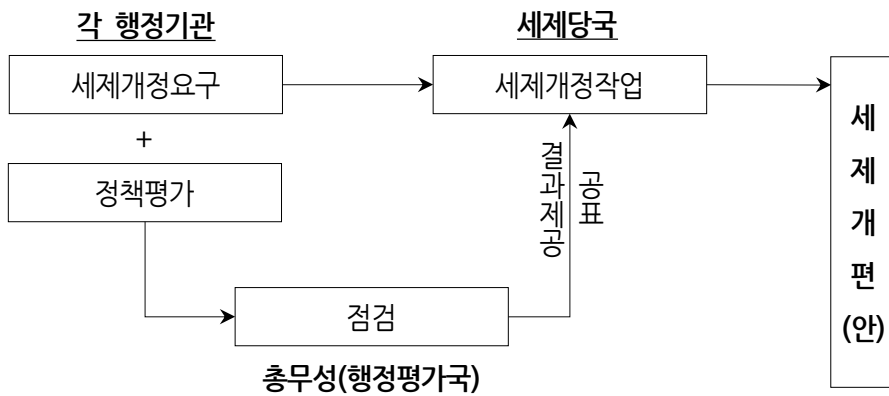 각 행정기관
세제당국
세제개정요구
세제개정작업
+
정책평가
결과제공
공표
점검
총무성(행정평가국)
세제개편(안)